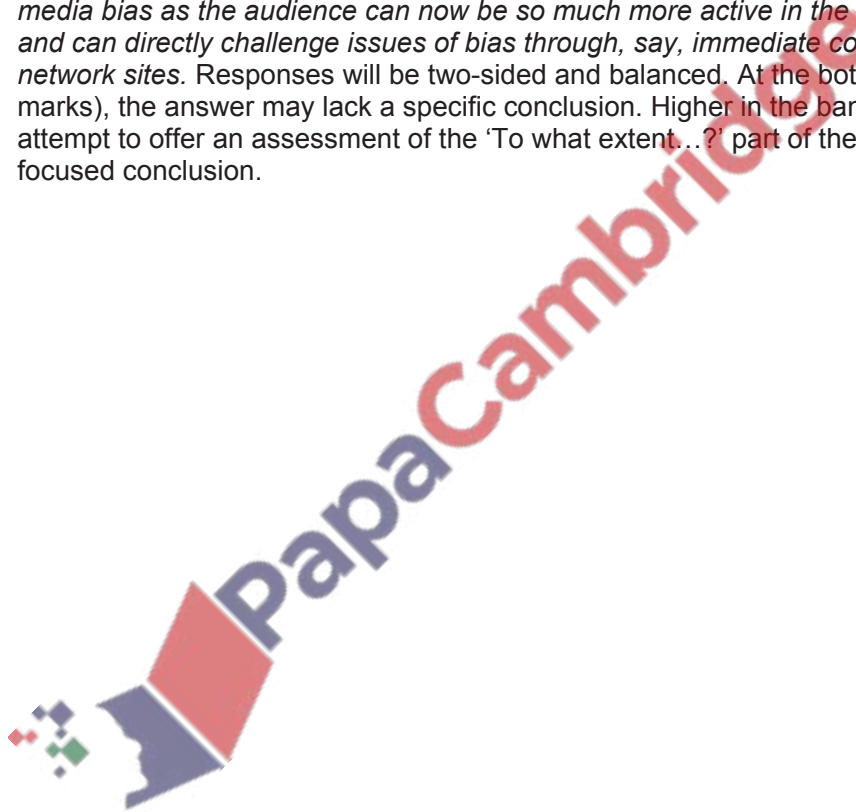 media bias as the audience can now be so much more active in the
and can directly challenge issues of bias through, say, immediate co
network sites. Responses will be two-sided and balanced. At the bot
marks), the answer may lack a specific conclusion. Higher in the ban
attempt to offer an assessment of the ‘To what extent…?’ part of the
focused conclusion.
PapaCambridge